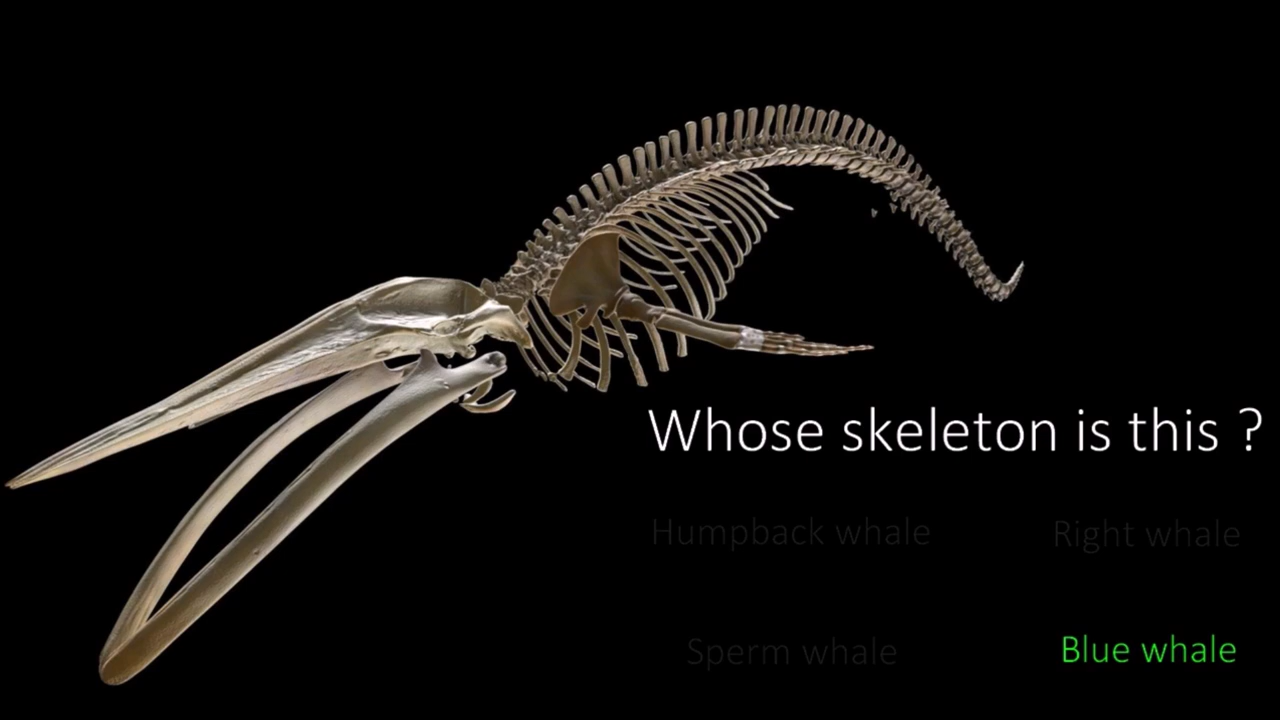 Whose skeleton is this ?
Humpback whale
Right whale
Sperm whale
Blue whale